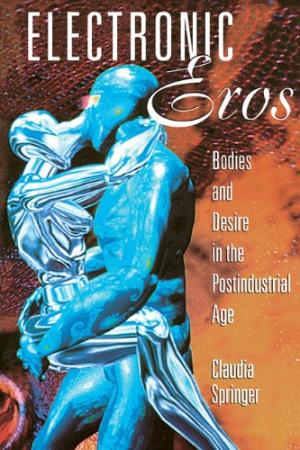 ELECTRONIC
Eros
Bodies
and
Desire
in the
Postindustrial
Age
Claudia
Springer